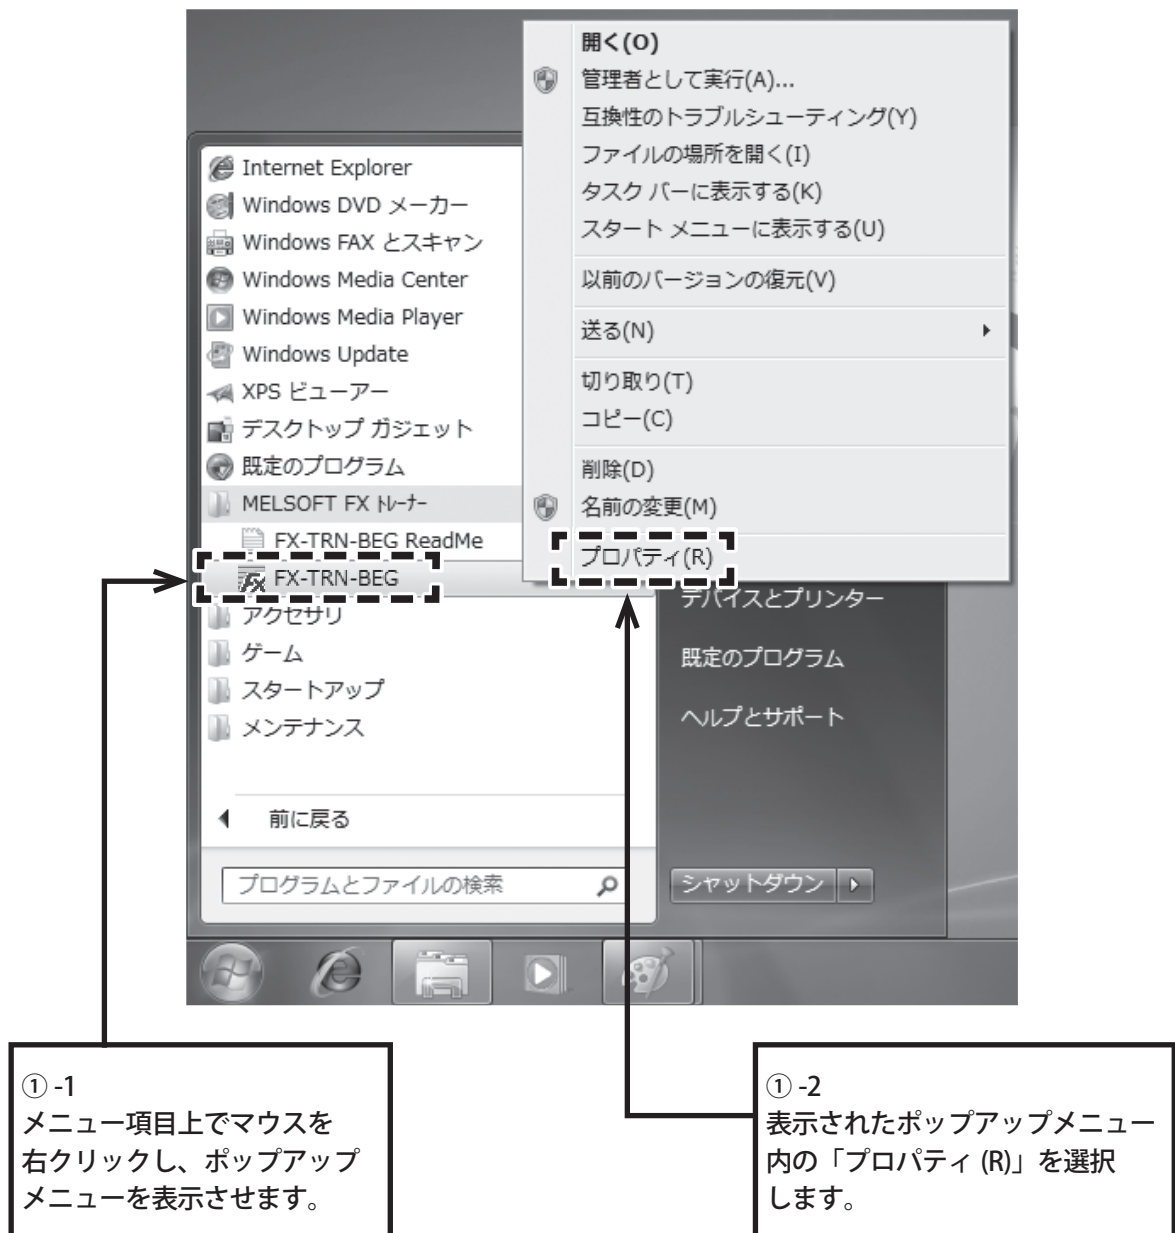 開く(O)
管理者として実行(A)...
互換性のトラブルシューティング(Y)
ファイルの場所を開く(I)
タスク バーに表示する(K)
スタート メニューに表示する(U)
以前のバージョンの復元(V)
送る(N)
切り取り(T)
コピー(C)
削除(D)
名前の変更(M)
プロパティ(R)
Internet Explorer
Windows DVD メーカー
Windows FAX とスキャン
Windows Media Center
Windows Media Player
Windows Update
XPS ビューアー
デスクトップ ガジェット
既定のプログラム
MELSOFT FX ﾄﾚｰﾅｰ
FX-TRN-BEG ReadMe
FX-TRN-BEG
アクセサリ
ゲーム
スタートアップ
メンテナンス
前に戻る
プログラムとファイルの検索
デバイスとプリンター
既定のプログラム
ヘルプとサポート
シャットダウン
① -1
メニュー項目上でマウスを
右クリックし、ポップアップ
メニューを表示させます。
① -2
表示されたポップアップメニュー
内の「プロパティ (R)」を選択
します。